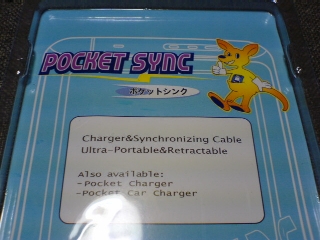 POCKET SYNC
ポケットシンク
Charger&Synchronizing Cable
Ultra-Portable&Retractable
Also available:
-Pocket Charger
-Pocket Car Charger